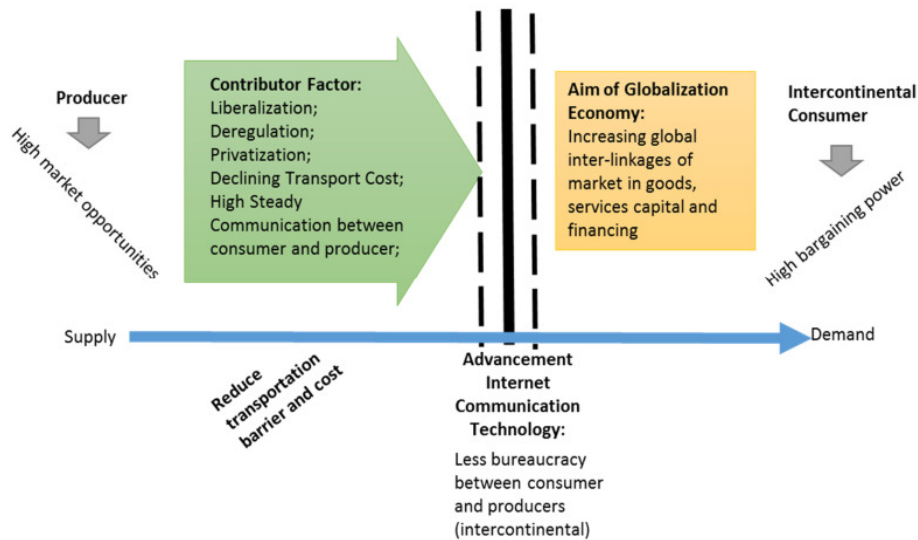 Producer
High market opportunities
Contributor Factor:
Liberalization;
Deregulation;
Privatization;
Declining Transport Cost;
High Steady
Communication between
consumer and producer;
Aim of Globalization
Economy:
Increasing global
inter-linkages of
market in goods,
services capital and
financing
Intercontinental
Consumer
High bargaining power
Supply
Demand
Reduce
transportation
barrier and cost
Advancement
Internet
Communication
Technology:
Less bureaucracy
between consumer
and producers
(intercontinental)